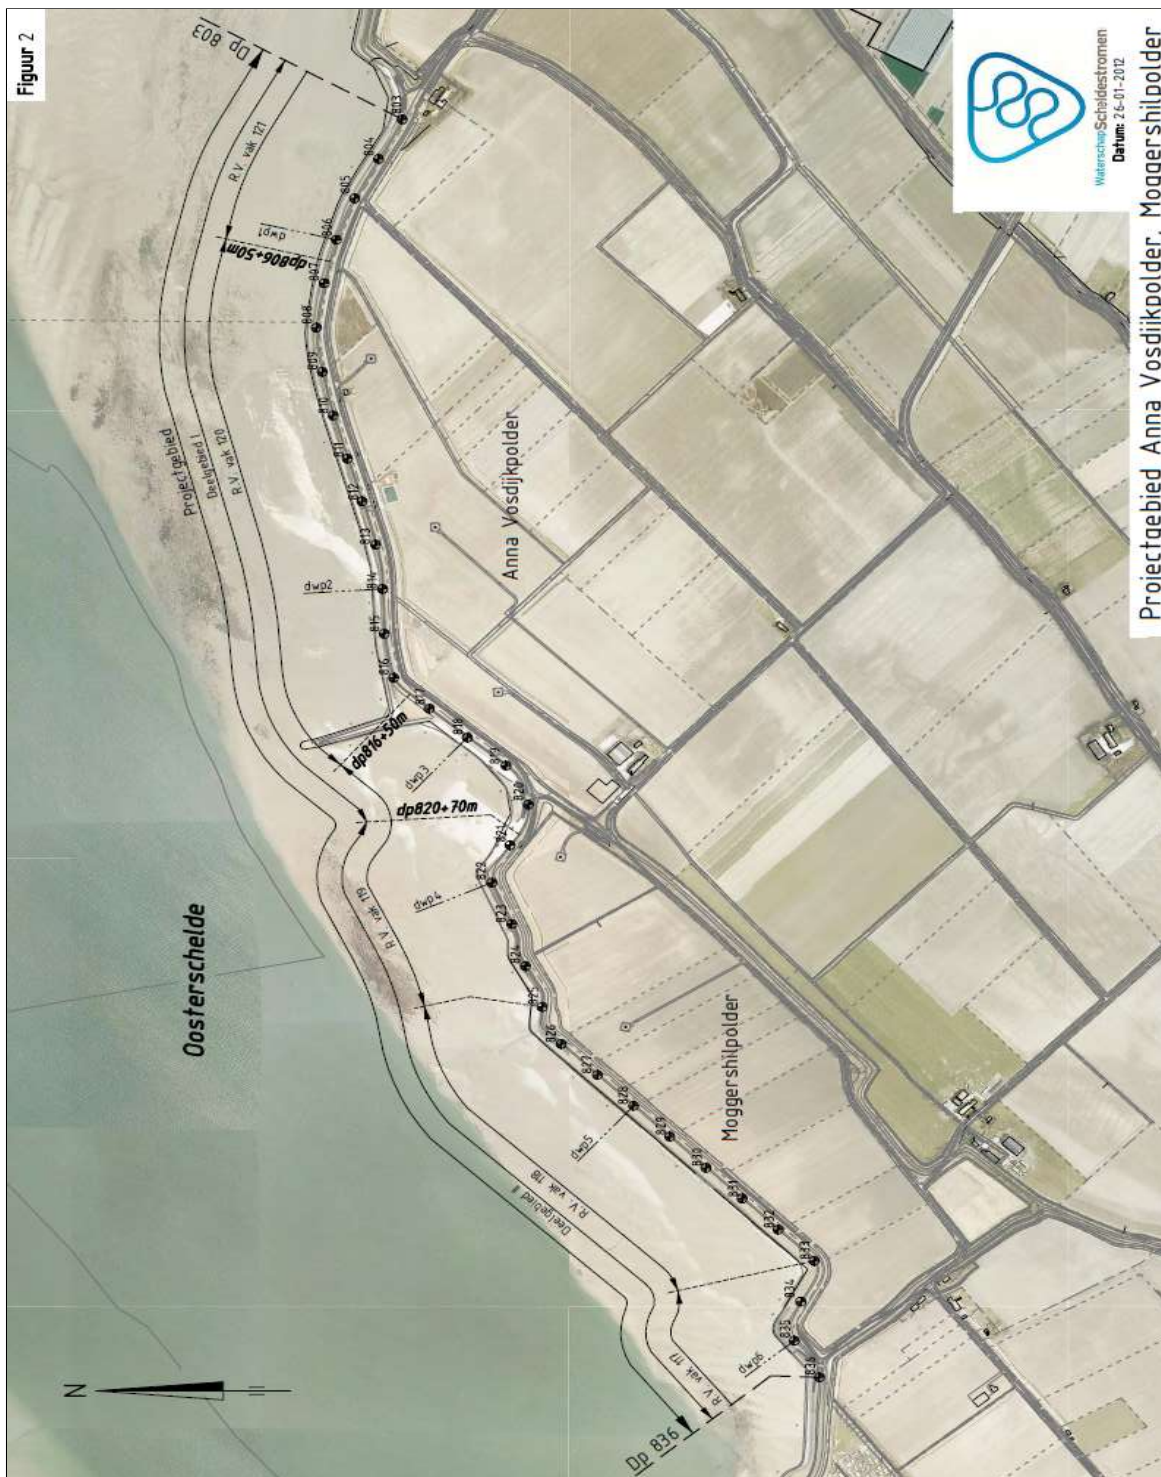 Figuur 2
Dp 803
R.V. vak 121
dwp1
dp806+50m
803
804
805
806
807
808
809
810
811
812
813
814
815
816
817
818
819
820
821
822
823
824
825
826
827
828
829
830
831
832
833
834
835
836
Projectgebied
Deelgebied I
R.V. vak 120
dwp2
dp816+50m
dwp3
dp820+70m
dwp4
R.V. vak 119
Oosterschelde
Anna Vosdijkpolder
Moggershilpolder
dwp5
R.V. vak 118
Deelgebied II
dwp6
R.V. vak 117
Dp 836
N
WaterschapScheldestromen
Datum: 26-01-2012
Projectgebied Anna Vosdijkpolder, Moggershilpolder